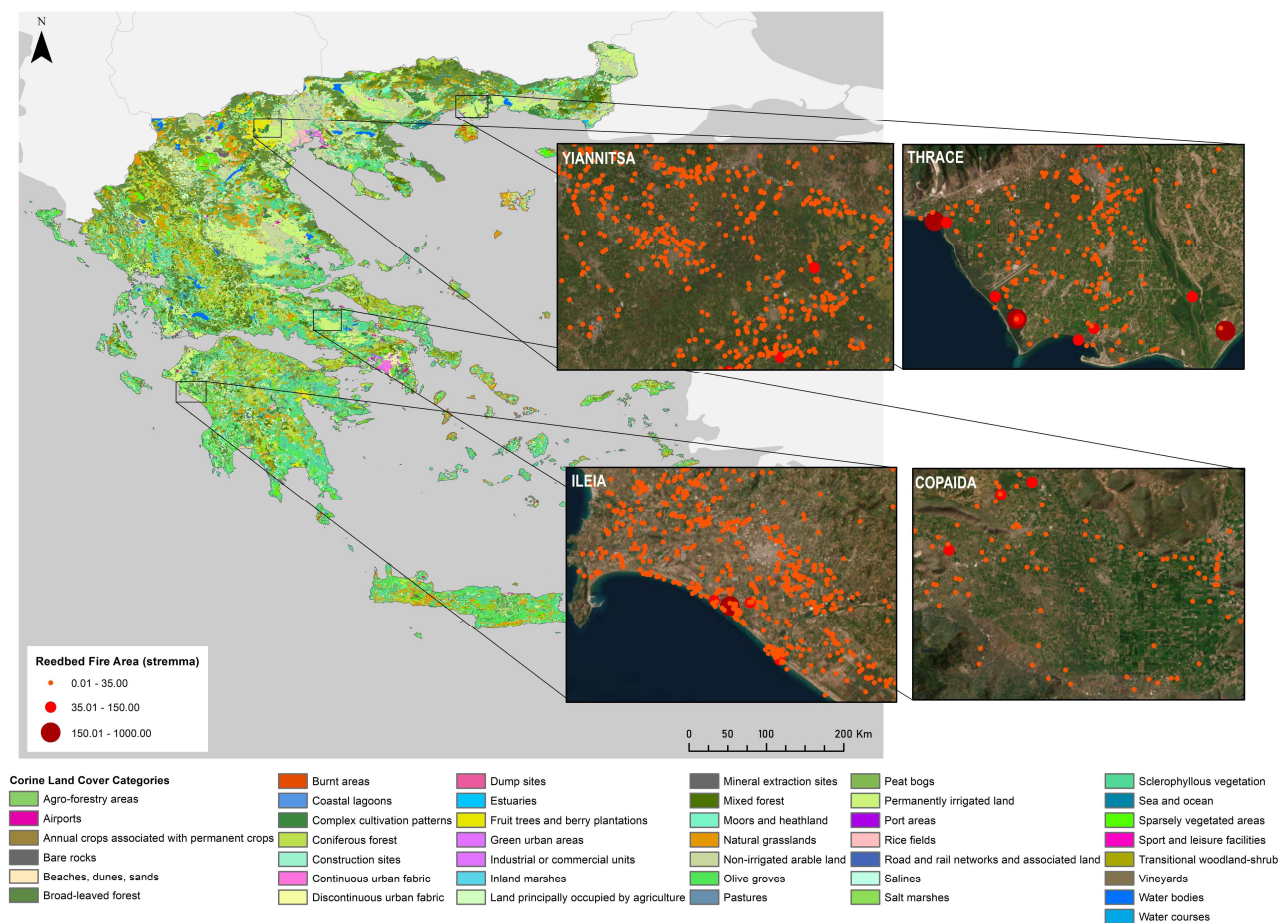 N
YIANNITSA
THRACE
ILEIA
COPAIDA
Reedbed Fire Area (stremma)
0.01 - 35.00
35.01 - 150.00
150.01 - 1000.00
0 50 100 200 Km
Corine Land Cover Categories
Agro-forestry areas
Airports
Annual crops associated with permanent crops
Bare rocks
Beaches, dunes, sands
Broad-leaved forest
Burnt areas
Coastal lagoons
Complex cultivation patterns
Coniferous forest
Construction sites
Continuous urban fabric
Discontinuous urban fabric
Dump sites
Estuaries
Fruit trees and berry plantations
Green urban areas
Industrial or commercial units
Inland marshes
Land principally occupied by agriculture
Mineral extraction sites
Mixed forest
Moors and heathland
Natural grasslands
Non-irrigated arable land
Olive groves
Pastures
Peat bogs
Permanently irrigated land
Port areas
Rice fields
Road and rail networks and associated land
Salines
Salt marshes
Sclerophyllous vegetation
Sea and ocean
Sparsely vegetated areas
Sport and leisure facilities
Transitional woodland-shrub
Vineyards
Water bodies
Water courses